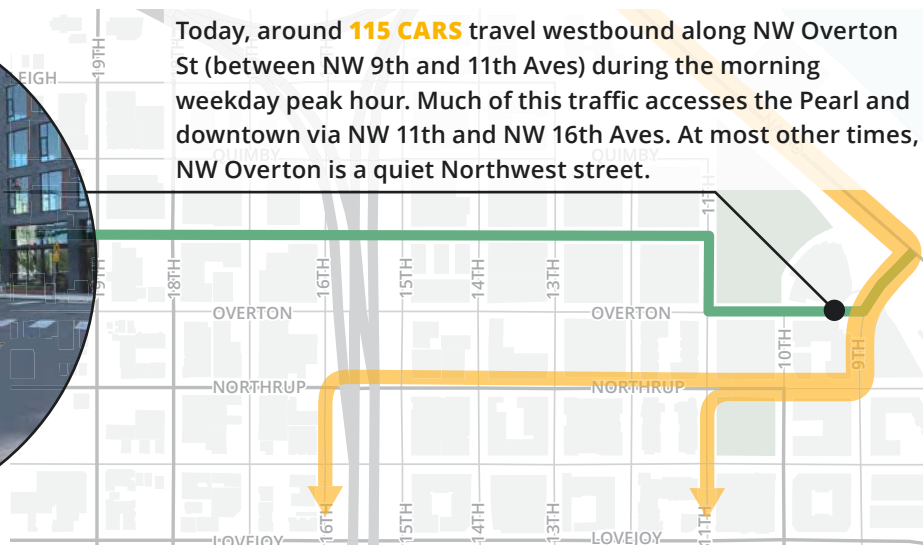 Today, around 115 CARS travel westbound along NW Overton
St (between NW 9th and 11th Aves) during the morning
weekday peak hour. Much of this traffic accesses the Pearl and
downtown via NW 11th and NW 16th Aves. At most other times,
NW Overton is a quiet Northwest street.
19TH
EIGH
QUIMBY
QUIMBY
11TH
19TH
18TH
16TH
15TH
14TH
13TH
OVERTON
OVERTON
10TH
9TH
NORTHRUP
NORTHRUP
16TH
15TH
14TH
13TH
11TH
LOVEJOY
LOVEJOY